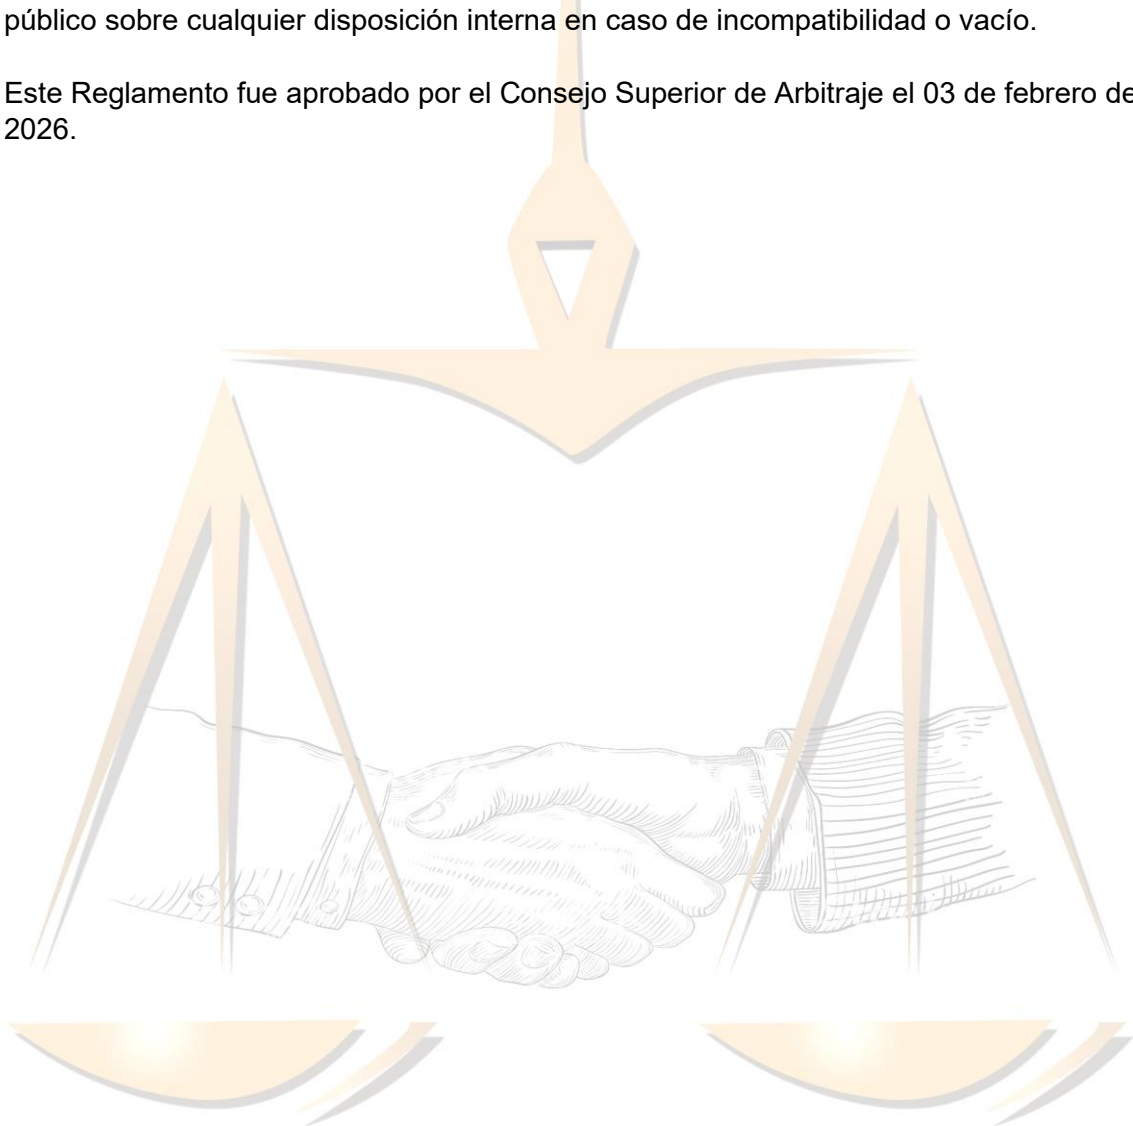 público sobre cualquier disposición interna en caso de incompatibilidad o vacío.
Este Reglamento fue aprobado por el Consejo Superior de Arbitraje el 03 de febrero de
2026.